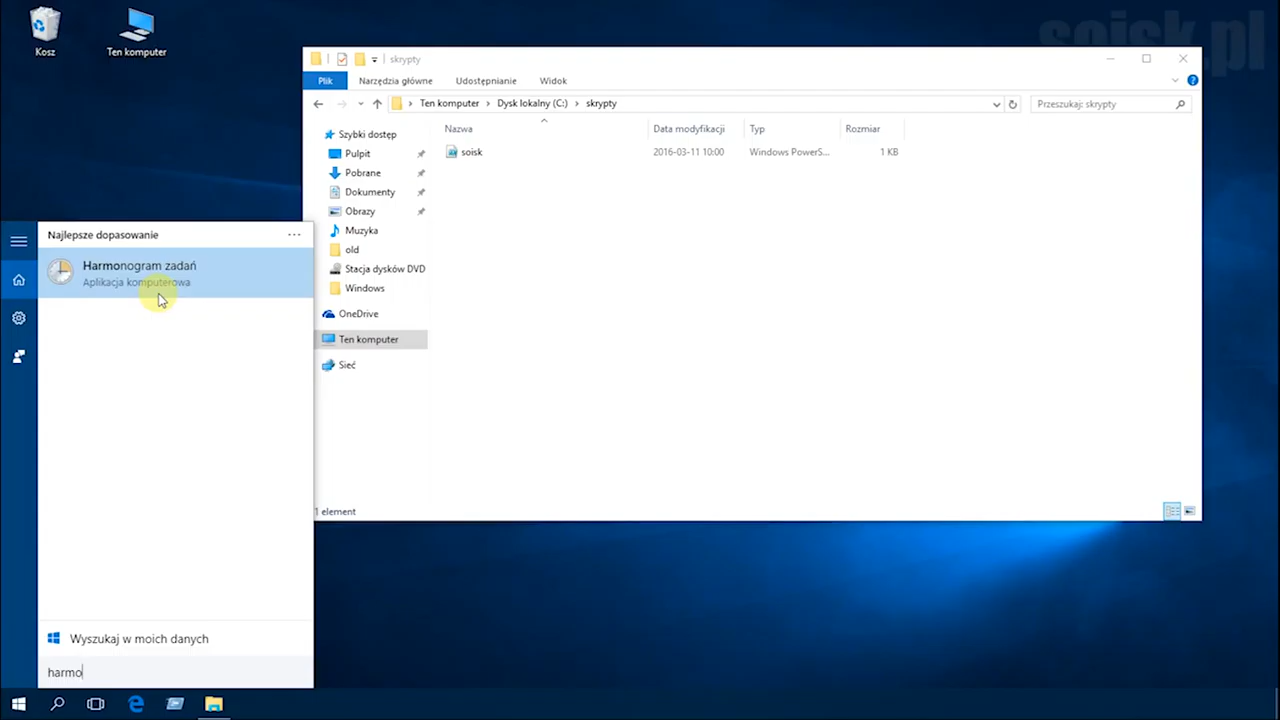 soisk.pl
Kosz
Ten komputer
skrypty
Plik
Narzędzia główne
Udostępnianie
Widok
Ten komputer
Dysk lokalny (C:)
skrypty
Przeszukaj: skrypty
Szybki dostęp
Pulpit
Pobrane
Dokumenty
Obrazy
Muzyka
old
Stacja dysków DVD
Windows
OneDrive
Ten komputer
Sieć
Nazwa
Data modyfikacji
Typ
Rozmiar
soisk
2016-03-11 10:00
Windows PowerS...
1 KB
1 element
Najlepsze dopasowanie
...
Harmonogram zadań
Aplikacja komputerowa
Wyszukaj w moich danych
harmo